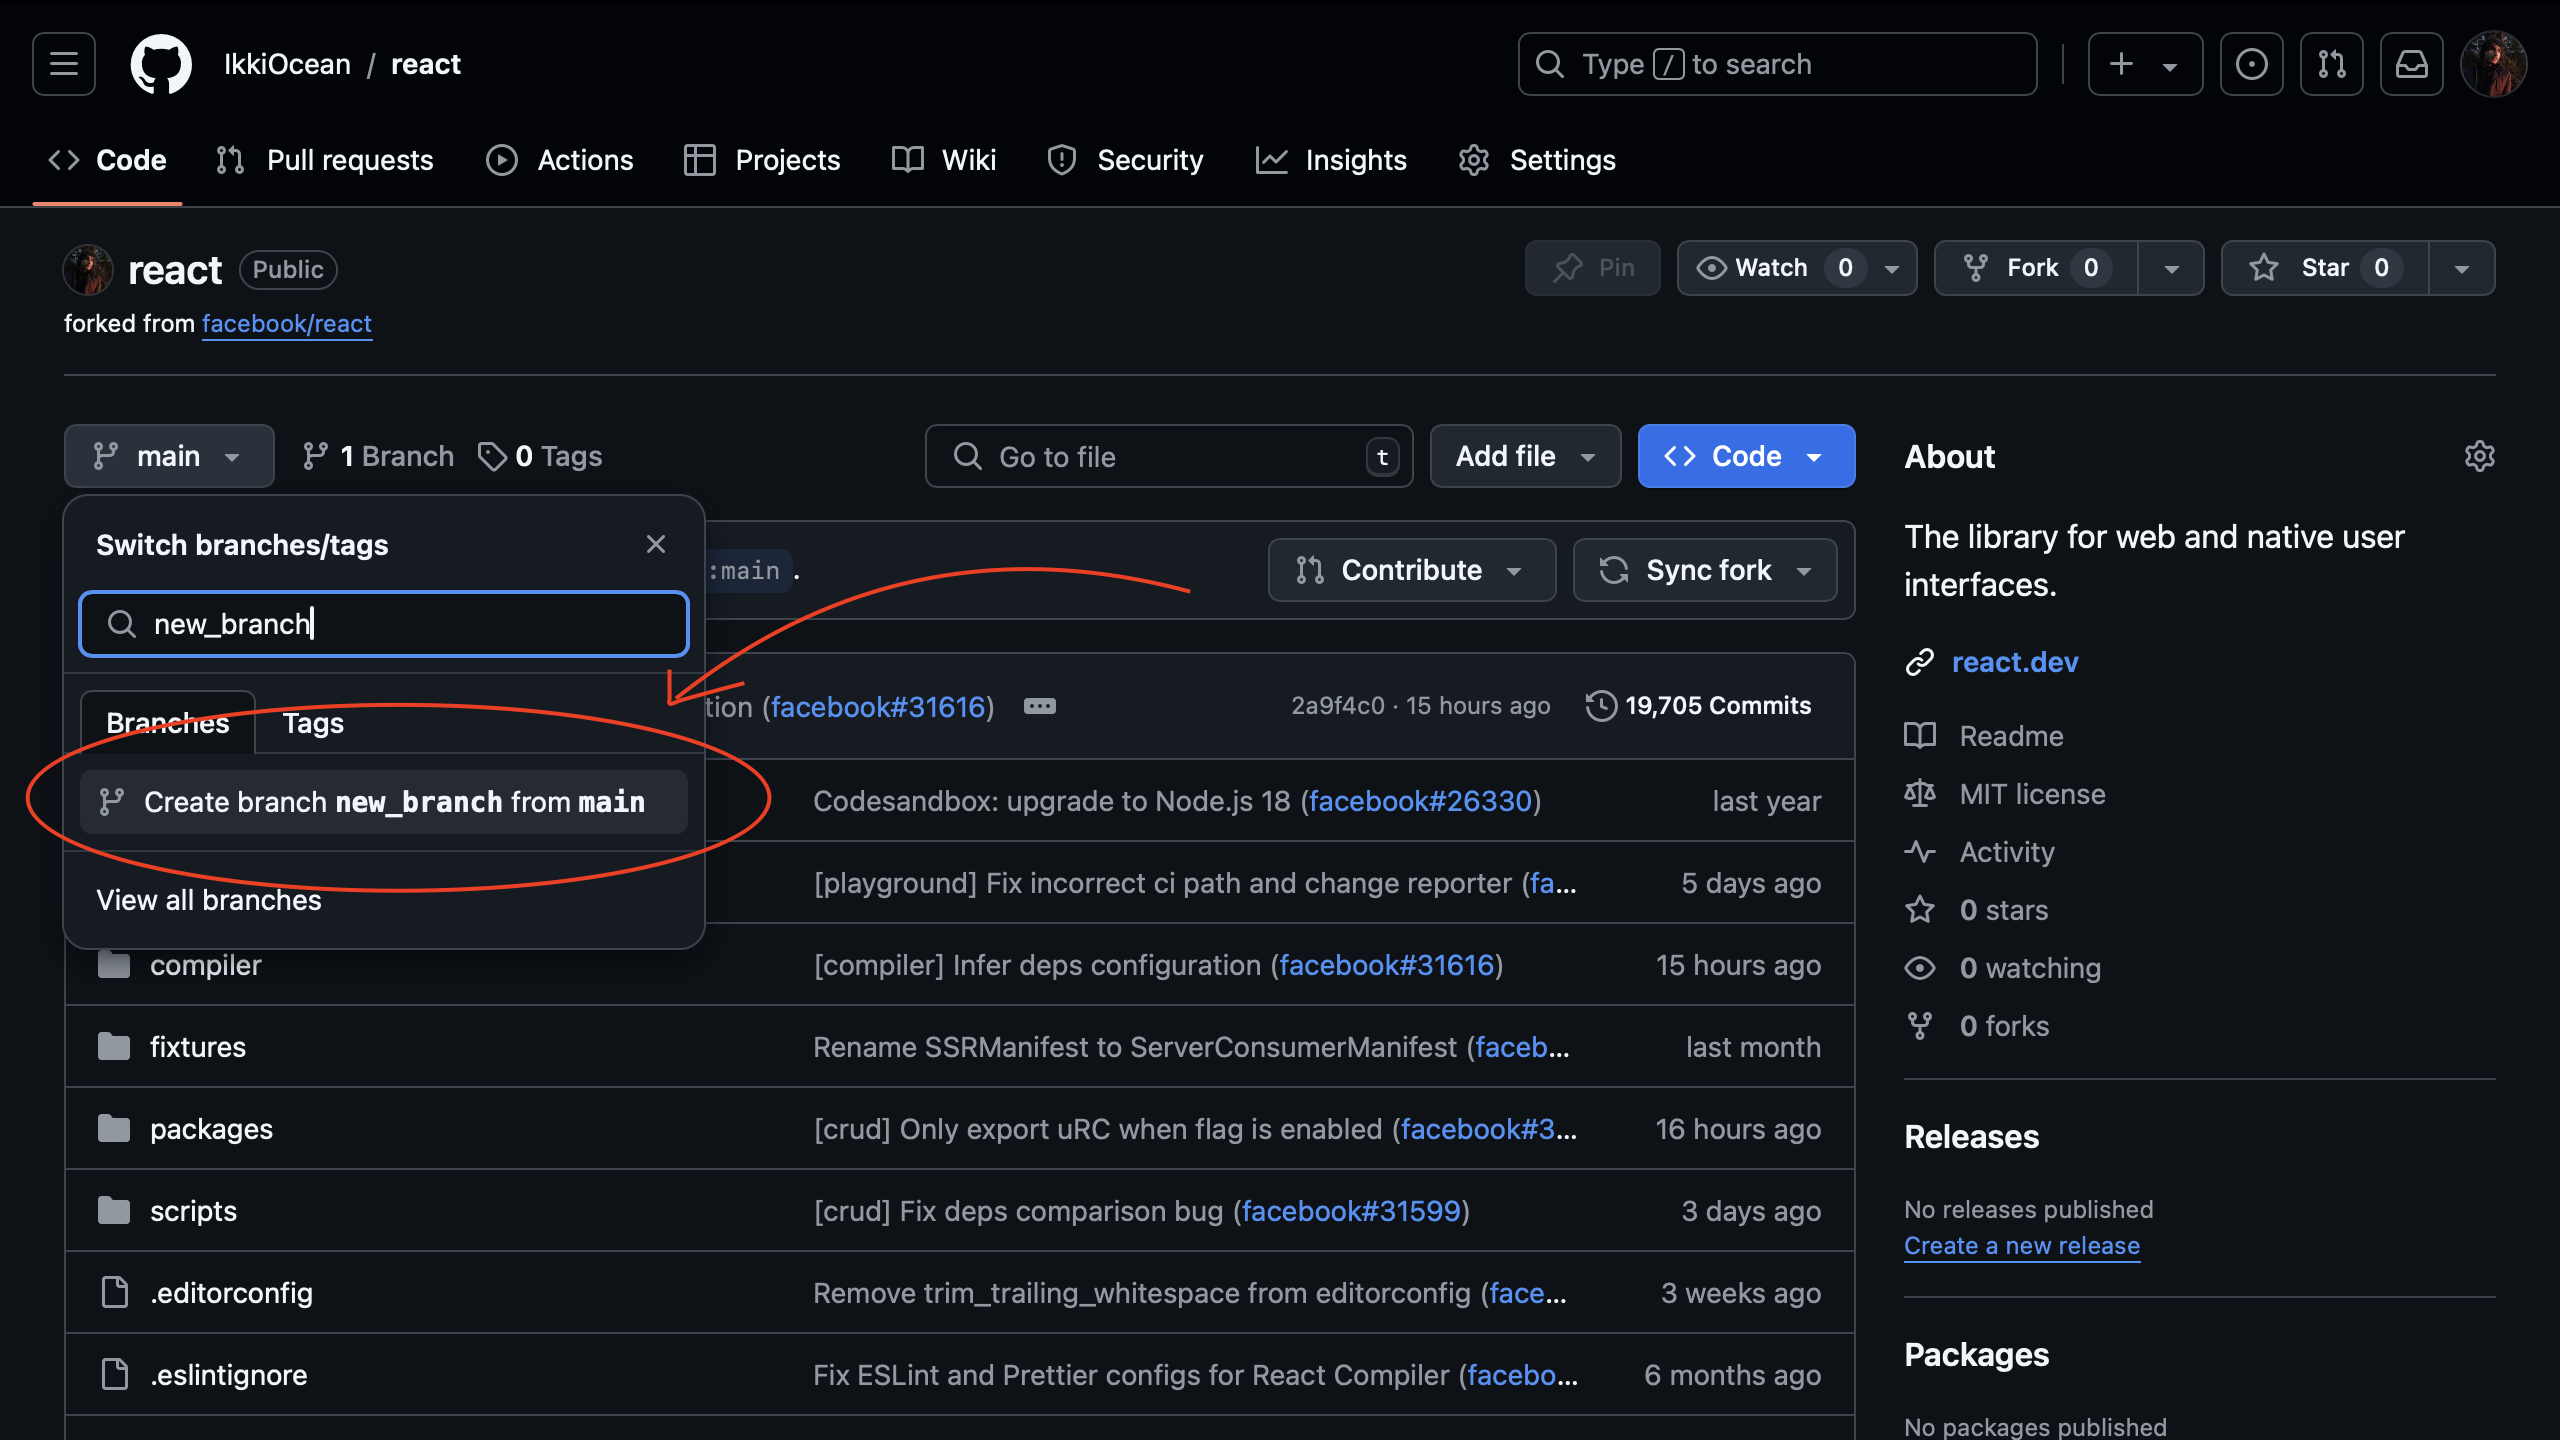 IkkiOcean / react
Type / to search
Code Pull requests Actions Projects Wiki Security Insights Settings
react Public
Pin Watch 0 Fork 0 Star 0
forked from facebook/react
main 1 Branch 0 Tags
Go to file t Add file Code
Switch branches/tags
:main .
Contribute Sync fork
new_branch
tion (facebook#31616) 2a9f4c0 · 15 hours ago 19,705 Commits
Branches Tags
Create branch new_branch from main
Codesandbox: upgrade to Node.js 18 (facebook#26330) last year
[playground] Fix incorrect ci path and change reporter (fa... 5 days ago
View all branches
compiler [compiler] Infer deps configuration (facebook#31616) 15 hours ago
fixtures Rename SSRManifest to ServerConsumerManifest (faceb... last month
packages [crud] Only export uRC when flag is enabled (facebook#3... 16 hours ago
scripts [crud] Fix deps comparison bug (facebook#31599) 3 days ago
.editorconfig Remove trim_trailing_whitespace from editorconfig (face... 3 weeks ago
.eslintignore Fix ESLint and Prettier configs for React Compiler (facebo... 6 months ago
About
The library for web and native user
interfaces.
react.dev
Readme
MIT license
Activity
0 stars
0 watching
0 forks
Releases
No releases published
Create a new release
Packages
No packages published